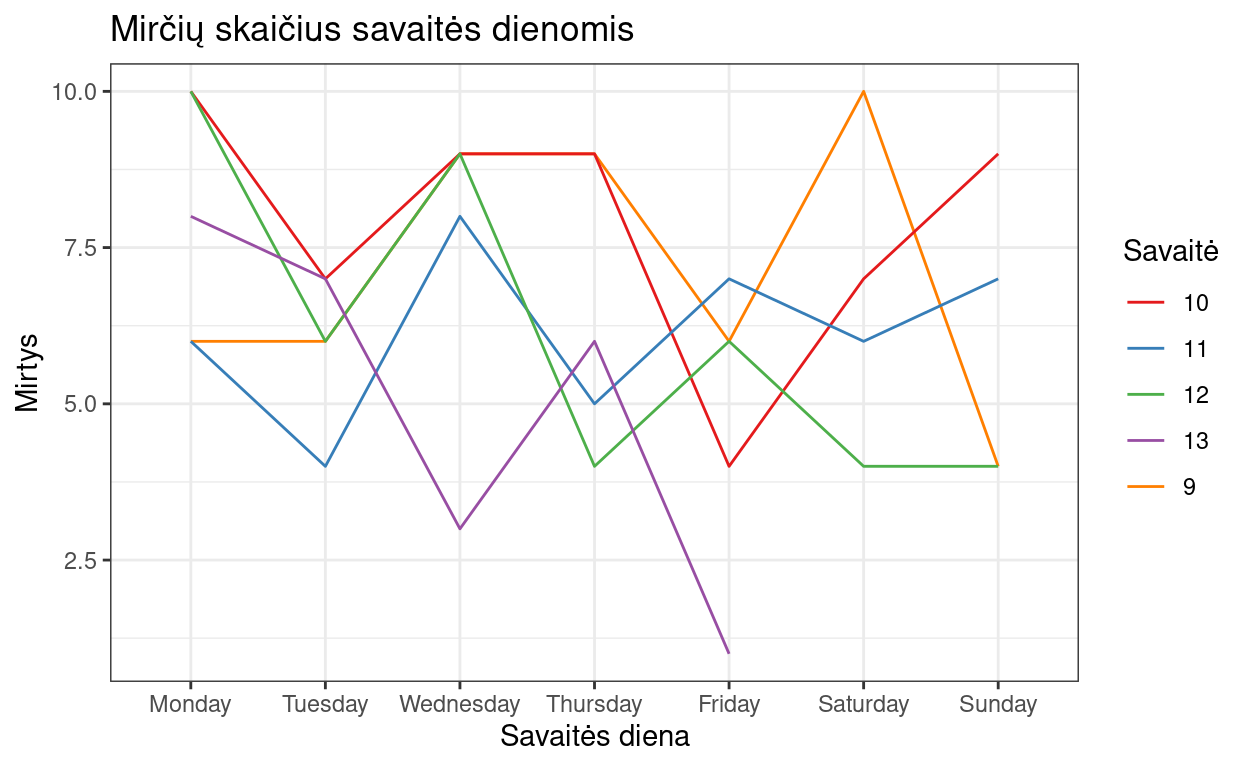 Mirčių skaičius savaitės dienomis
Mirtys
10.0
7.5
5.0
2.5
Monday Tuesday Wednesday Thursday Friday Saturday Sunday
Savaitės diena
Savaitė
10
11
12
13
9